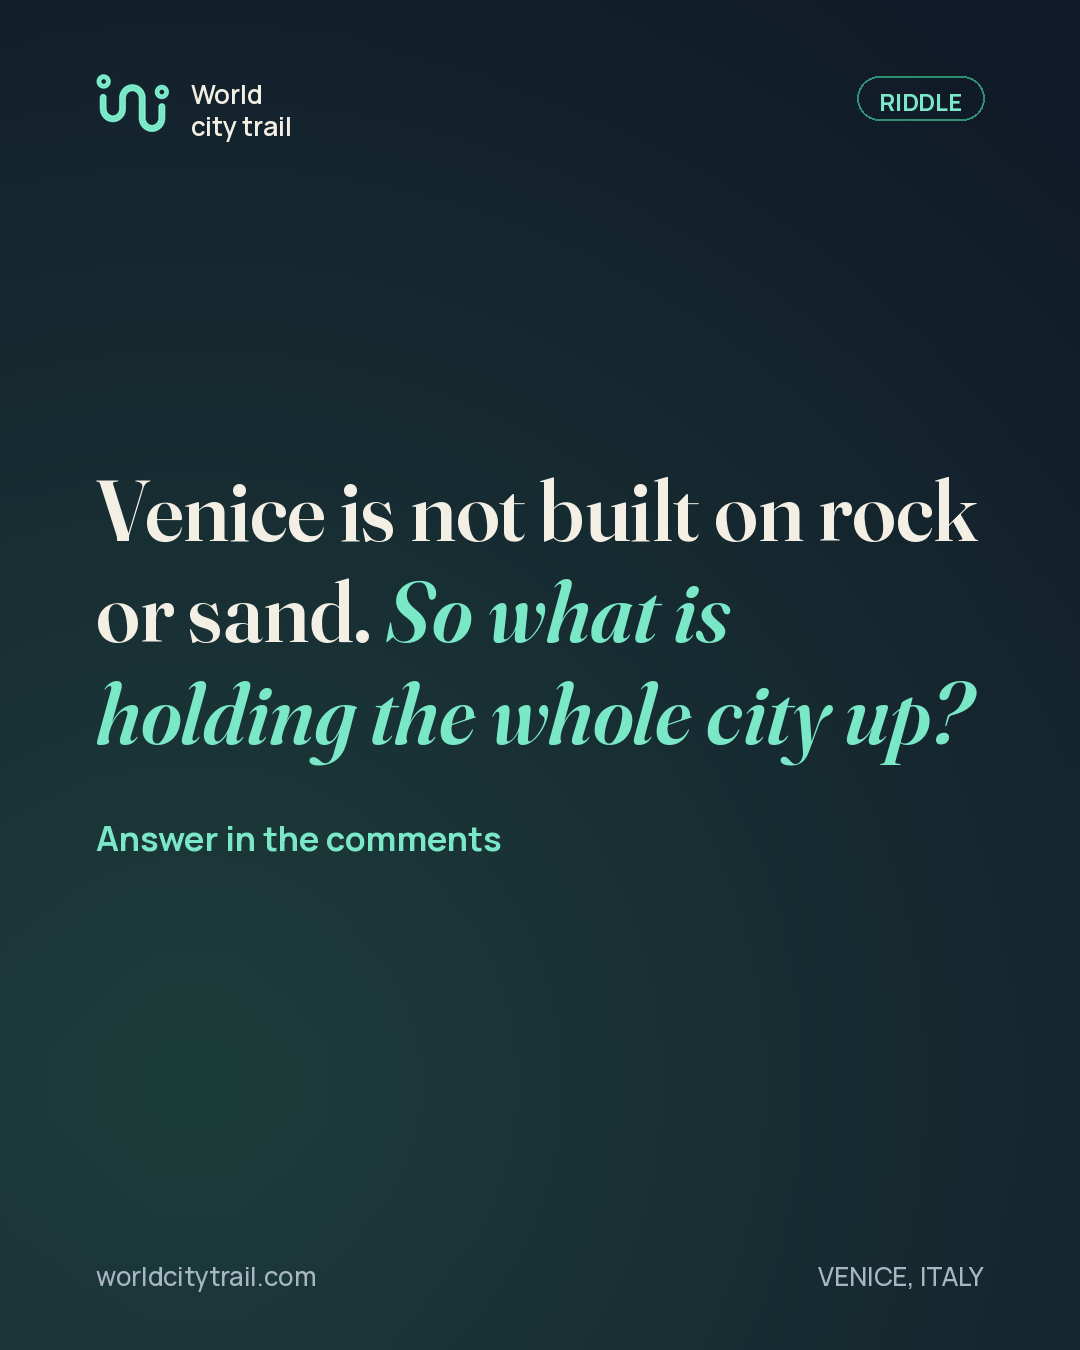 World
city trail
RIDDLE
Venice is not built on rock
or sand. So what is
holding the whole city up?
Answer in the comments
worldcitytrail.com
VENICE, ITALY